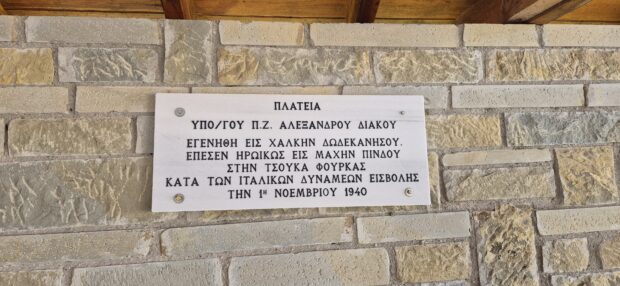 ΠΛΑΤΕΙΑ
ΥΠΟ/ΓΟΥ Π.Ζ. ΑΛΕΞΑΝΔΡΟΥ ΔΙΑΚΟΥ
ΕΓΕΝΗΘΗ ΕΙΣ ΧΑΛΚΗΝ ΔΩΔΕΚΑΝΗΣΟΥ.
ΕΠΕΣΕΝ ΗΡΩΙΚΩΣ ΕΙΣ ΜΑΧΗΝ ΠΙΝΔΟΥ
ΣΤΗΝ ΤΣΟΥΚΑ ΦΟΥΡΚΑΣ
ΚΑΤΑ ΤΩΝ ΙΤΑΛΙΚΩΝ ΔΥΝΑΜΕΩΝ ΕΙΣΒΟΛΗΣ
ΤΗΝ 1η ΝΟΕΜΒΡΙΟΥ 1940